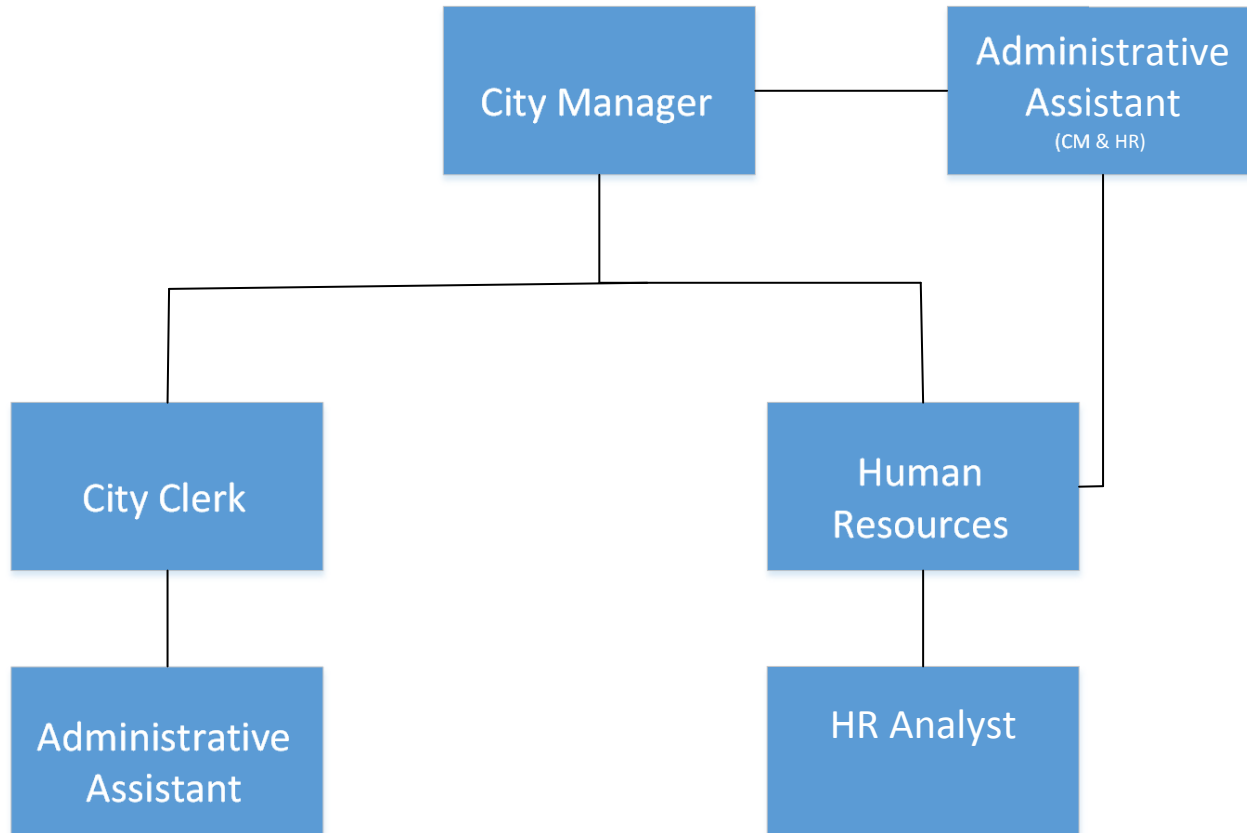 City Manager
Administrative
Assistant
(CM & HR)
City Clerk
Human
Resources
Administrative
Assistant
HR Analyst